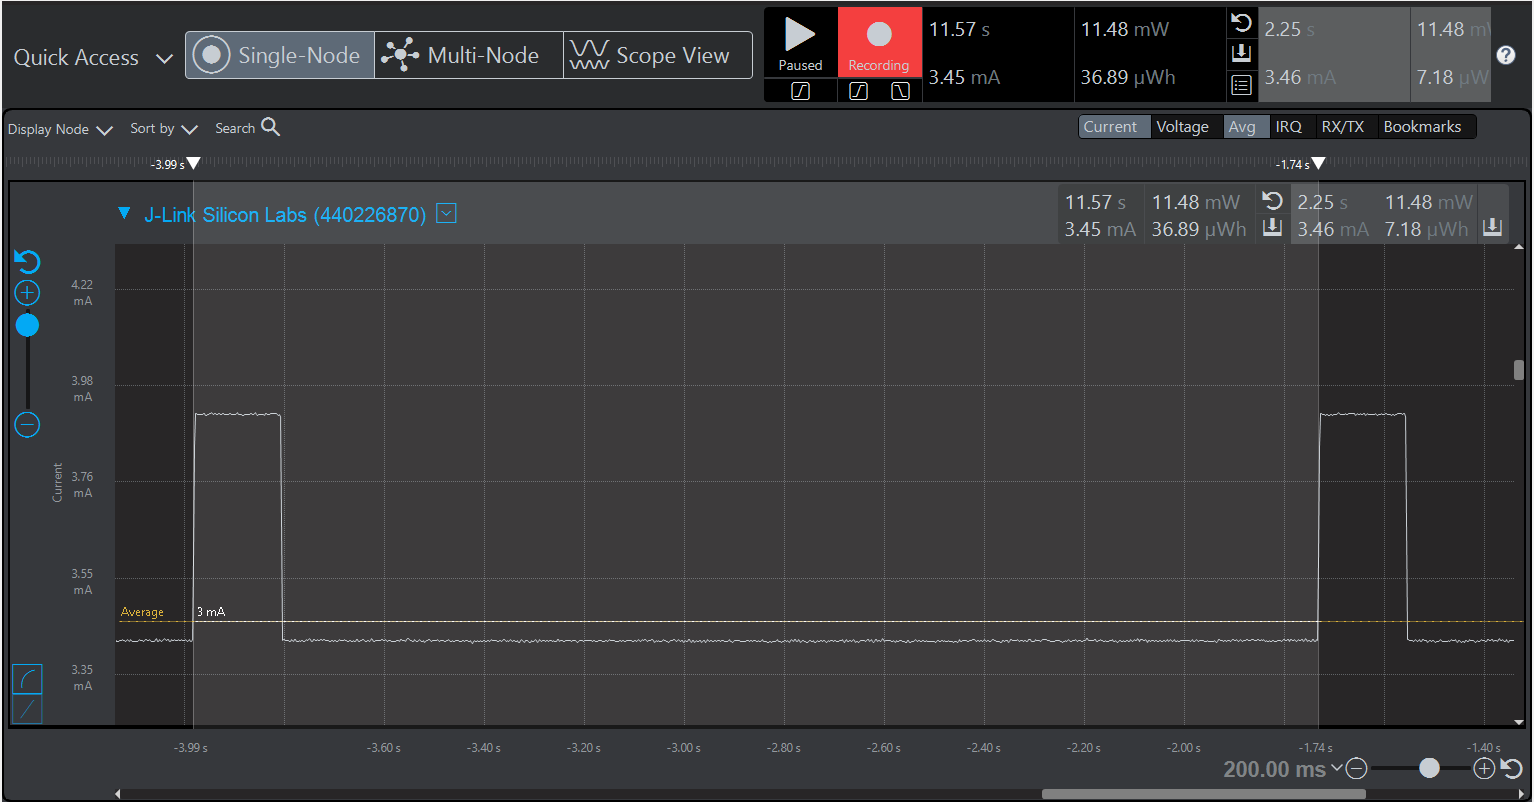 Quick Access
Single-Node
Multi-Node
Scope View
Paused
Recording
11.57 s
3.45 mA
11.48 mW
36.89 µWh
2.25 s
3.46 mA
11.48 mW
7.18 µW
Display Node
Sort by
Search
Current
Voltage
Avg
IRQ
RX/TX
Bookmarks
-3.99 s
-1.74 s
J-Link Silicon Labs (440226870)
11.57 s
3.45 mA
11.48 mW
36.89 µWh
2.25 s
3.46 mA
11.48 mW
7.18 µWh
4.22
mA
3.98
mA
3.76
mA
3.55
mA
3.35
mA
Current
Average
3 mA
-3.99 s
-3.60 s
-3.40 s
-3.20 s
-3.00 s
-2.80 s
-2.60 s
-2.40 s
-2.20 s
-2.00 s
-1.74 s
-1.40 s
200.00 ms